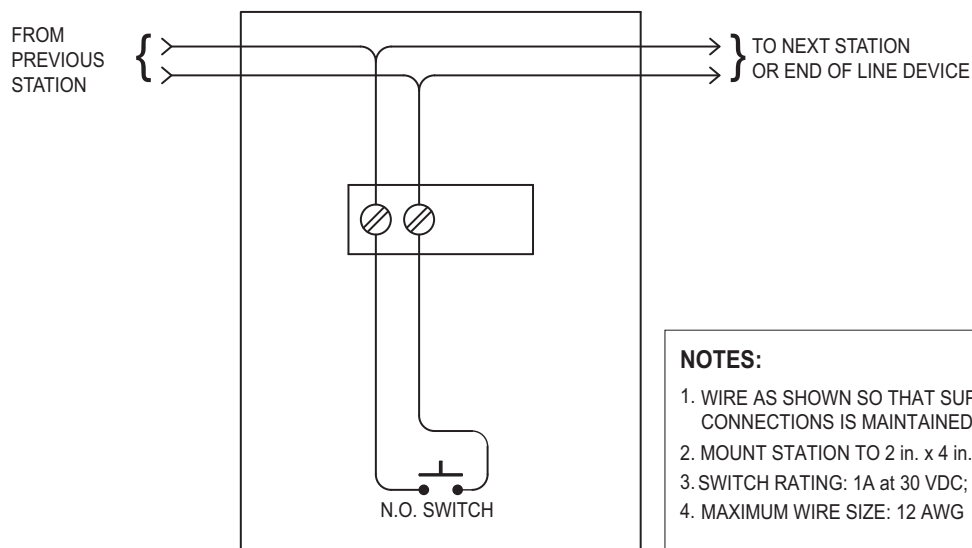 FROM
PREVIOUS
STATION
TO NEXT STATION
OR END OF LINE DEVICE
N.O. SWITCH
NOTES:
1. WIRE AS SHOWN SO THAT
CONNECTIONS IS MAINTAINED
2. MOUNT STATION TO 2 in. x 4 in.
3. SWITCH RATING: 1A at 30 VDC;
4. MAXIMUM WIRE SIZE: 12 AWG